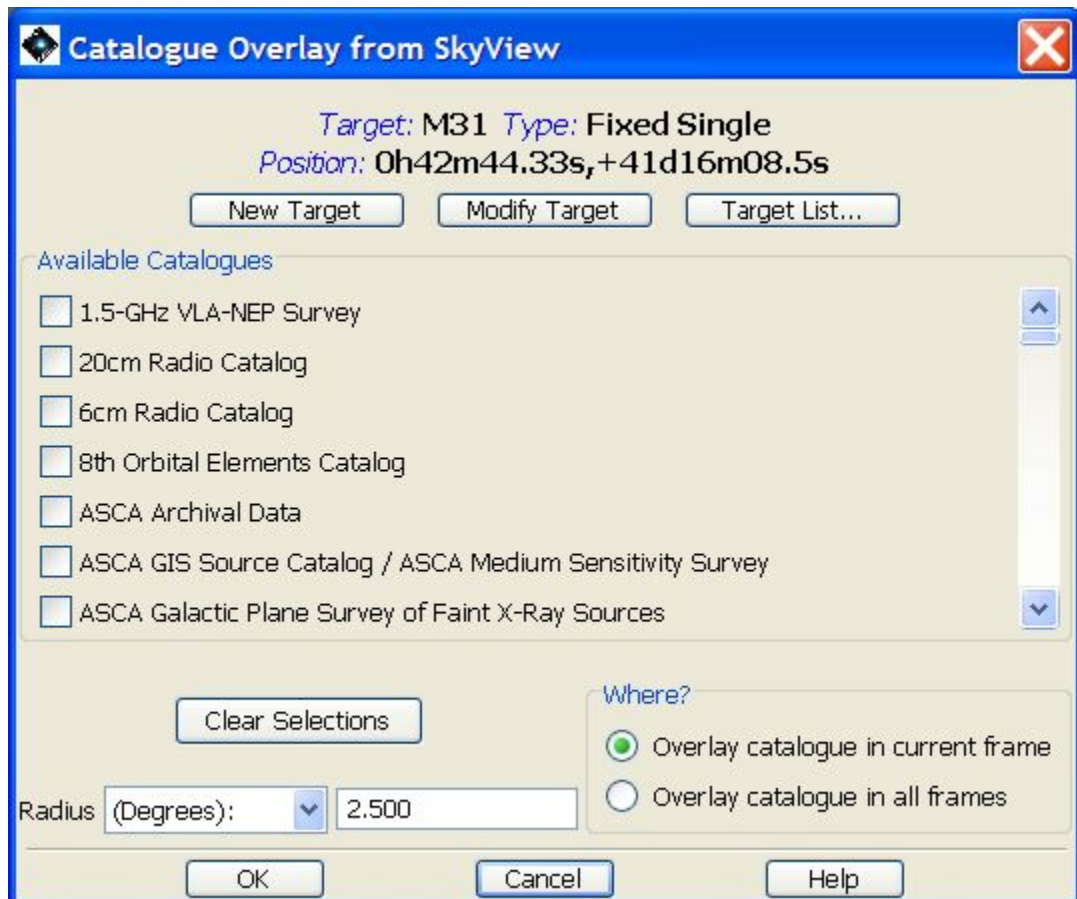 Catalogue Overlay from SkyView
Target: M31 Type: Fixed Single
Position: 0h42m44.33s,+41d16m08.5s
New Target Modify Target Target List...
Available Catalogues
1.5-GHz VLA-NEP Survey
20cm Radio Catalog
6cm Radio Catalog
8th Orbital Elements Catalog
ASCA Archival Data
ASCA GIS Source Catalog / ASCA Medium Sensitivity Survey
ASCA Galactic Plane Survey of Faint X-Ray Sources
Clear Selections
Where?
Overlay catalogue in current frame
Overlay catalogue in all frames
Radius (Degrees): 2.500
OK Cancel Help